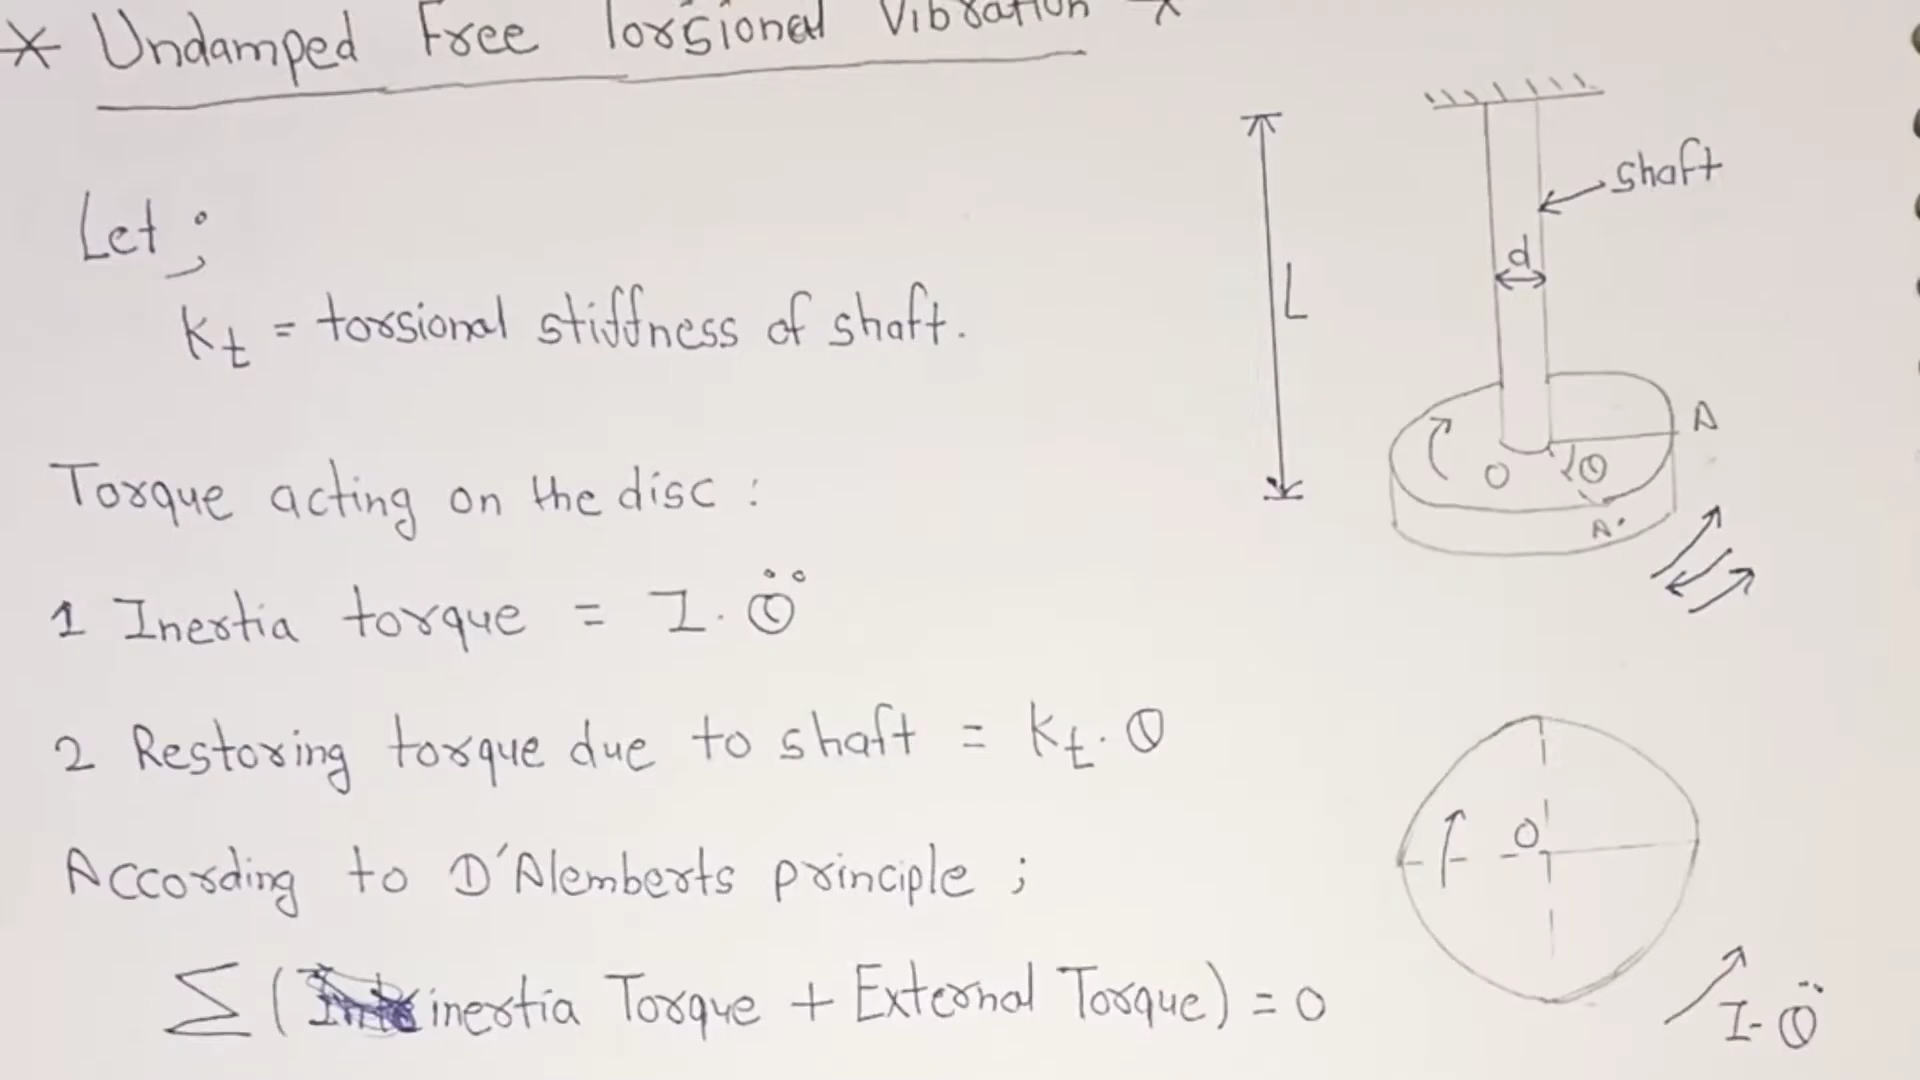 * Undamped Free Torsional Vibration *
Let ;
Kt = torsional stiffness of shaft.
Torque acting on the disc :
1 Inertia torque = I . θ̈
2 Restoring torque due to shaft = Kt . θ
According to D'Alemberts principle ;
Σ ( inertia Torque + External Torque ) = 0
shaft
d
L
A
O
θ
A'
O
I - θ̈